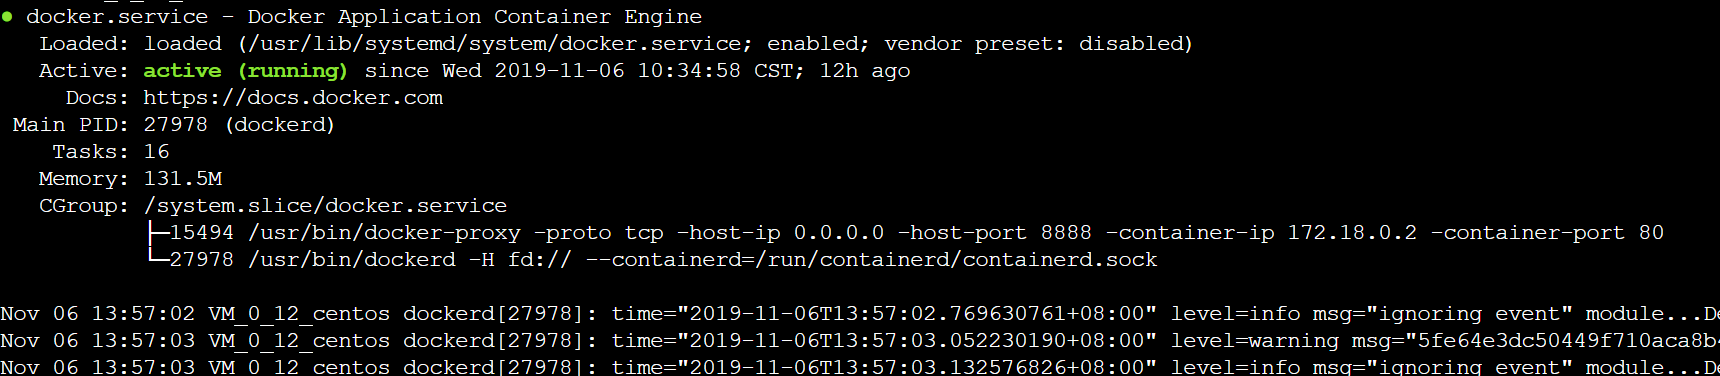 ● docker.service - Docker Application Container Engine
   Loaded: loaded (/usr/lib/systemd/system/docker.service; enabled; vendor preset: disabled)
   Active: active (running) since Wed 2019-11-06 10:34:58 CST; 12h ago
     Docs: https://docs.docker.com
 Main PID: 27978 (dockerd)
    Tasks: 16
   Memory: 131.5M
   CGroup: /system.slice/docker.service
           ├─15494 /usr/bin/docker-proxy -proto tcp -host-ip 0.0.0.0 -host-port 8888 -container-ip 172.18.0.2 -container-port 80
           └─27978 /usr/bin/dockerd -H fd:// --containerd=/run/containerd/containerd.sock
Nov 06 13:57:02 VM_0_12_centos dockerd[27978]: time="2019-11-06T13:57:02.769630761+08:00" level=info msg="ignoring event" module...De
Nov 06 13:57:03 VM_0_12_centos dockerd[27978]: time="2019-11-06T13:57:03.052230190+08:00" level=warning msg="5fe64e3dc50449f710aca8b4
Nov 06 13:57:03 VM_0_12_centos dockerd[27978]: time="2019-11-06T13:57:03.132576826+08:00" level=info msg="ignoring event" module...De